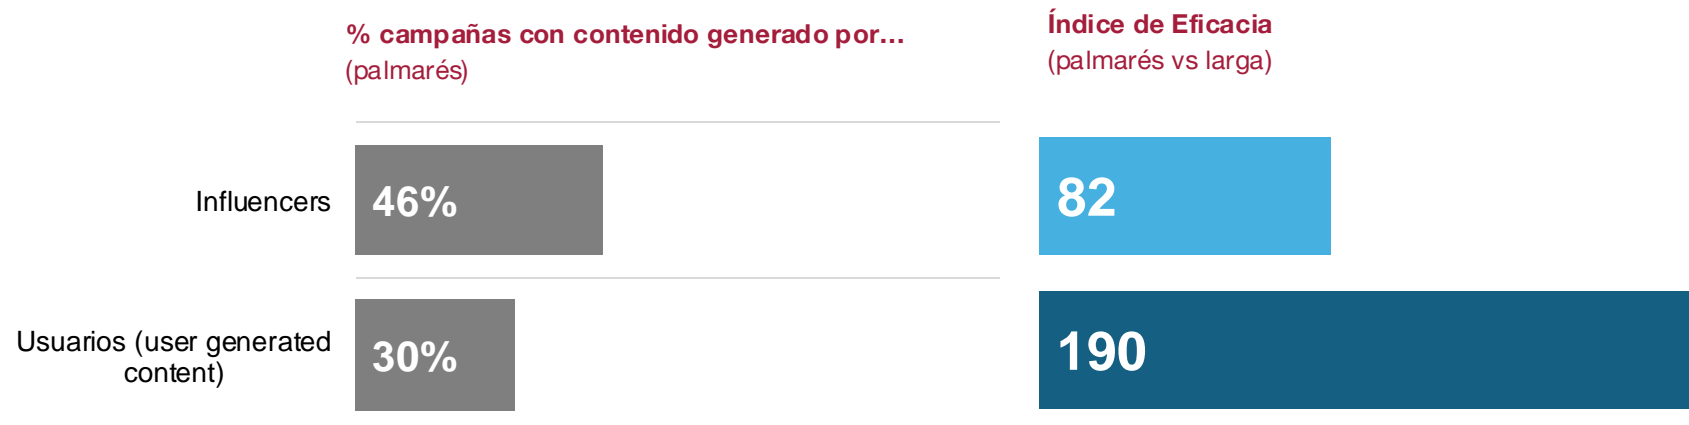 % campañas con contenido generado por…
(palmarés)
Índice de Eficacia
(palmarés vs larga)
Influencers
46%
82
Usuarios (user generated
content)
30%
190